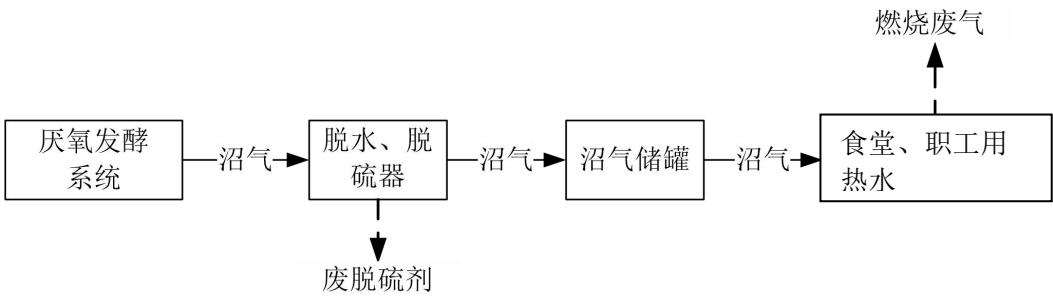 燃烧废气
厌氧发酵
系统
沼气
脱水、脱
硫器
沼气
沼气储罐
沼气
食堂、职工用
热水
废脱硫剂